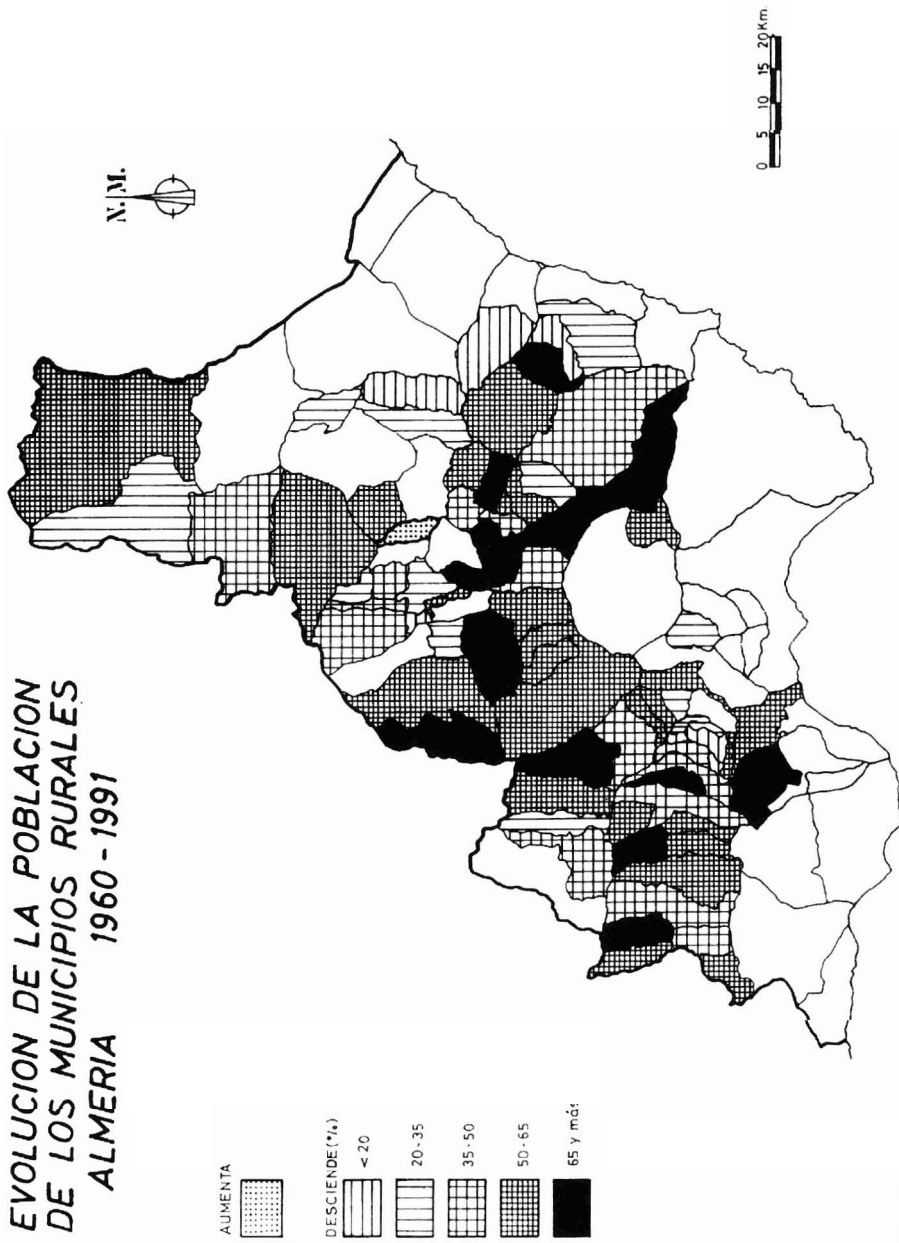 EVOLUCION DE LA POBLACION
DE LOS MUNICIPIOS RURALES
ALMERIA 1960-1991
N.M.
AUMENTA
DESCIENDE (%)
<20
20-35
35-50
50-65
65 y más
0 5 10 15 20 Km.